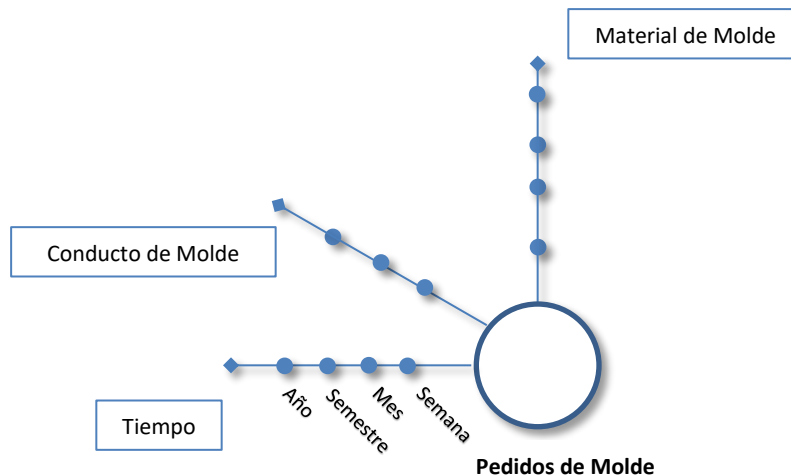 Material de Molde
Conducto de Molde
Año
Semestre
Mes
Semana
Tiempo
Pedidos de Molde